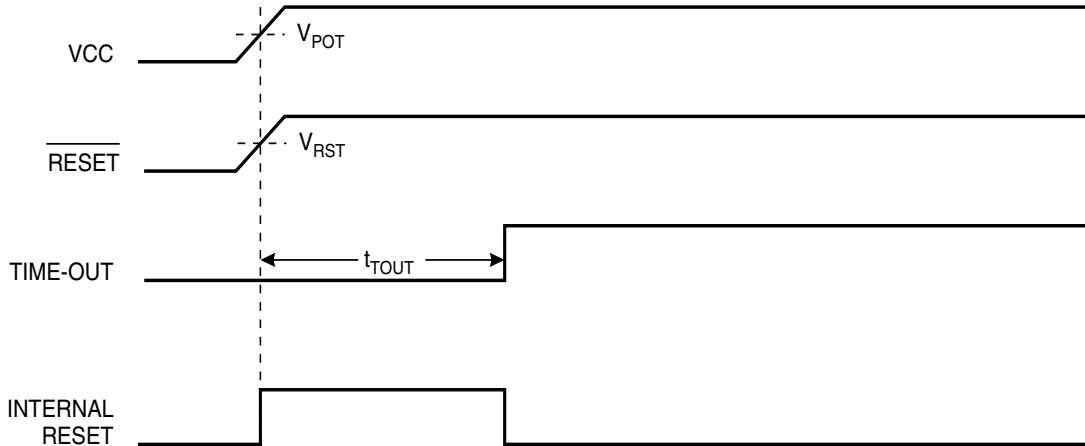 VCC
V_POT
RESET
V_RST
TIME-OUT
t_TOUT
INTERNAL
RESET